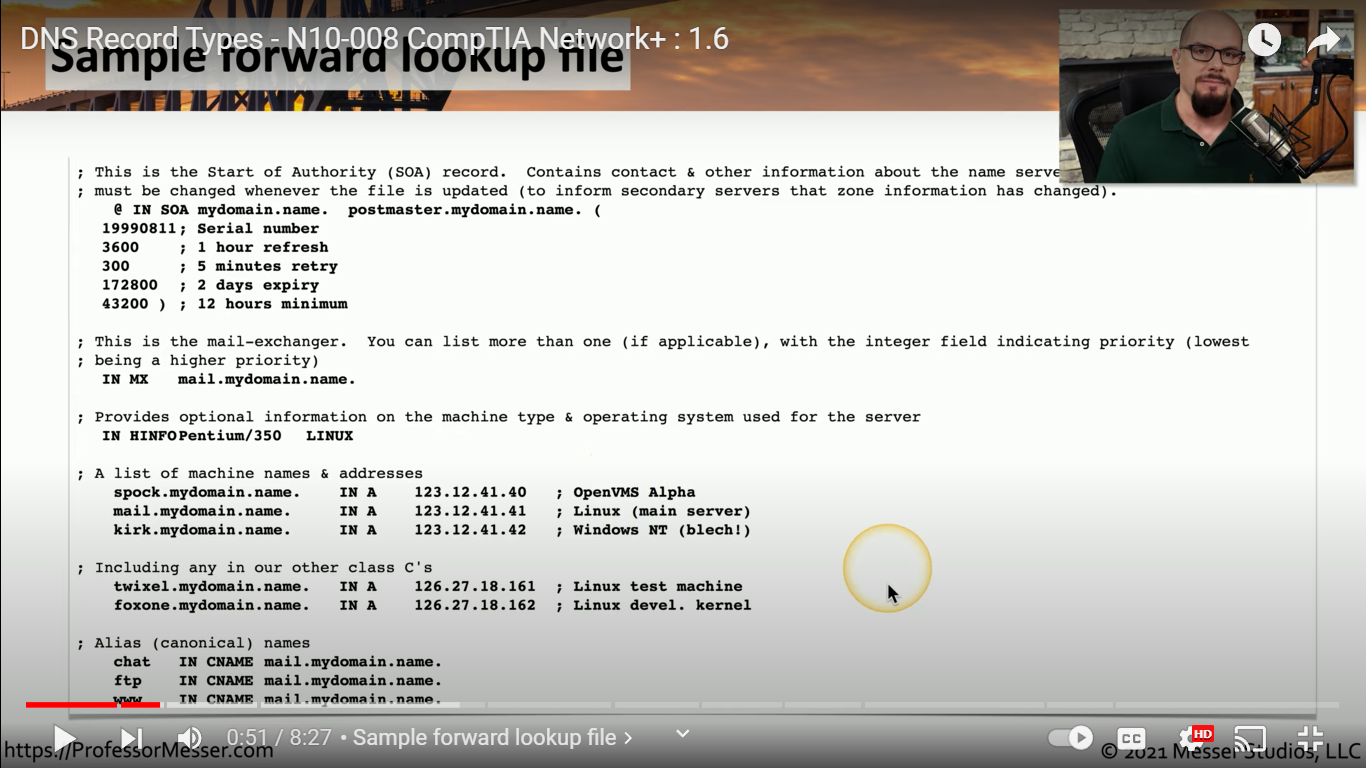 DNS Record Types - N10-008 CompTIA Network+ : 1.6
Sample forward lookup file
; This is the Start of Authority (SOA) record.  Contains contact & other information about the name
; must be changed whenever the file is updated (to inform secondary servers that zone information has changed).
@ IN SOA mydomain.name.  postmaster.mydomain.name. (
19990811; Serial number
3600    ; 1 hour refresh
300     ; 5 minutes retry
172800  ; 2 days expiry
43200 ) ; 12 hours minimum
; This is the mail-exchanger.  You can list more than one (if applicable), with the integer field indicating priority (lowest
; being a higher priority)
IN MX   mail.mydomain.name.
; Provides optional information on the machine type & operating system used for the server
IN HINFOPentium/350   LINUX
; A list of machine names & addresses
spock.mydomain.name.    IN A    123.12.41.40   ; OpenVMS Alpha
mail.mydomain.name.     IN A    123.12.41.41   ; Linux (main server)
kirk.mydomain.name.     IN A    123.12.41.42   ; Windows NT (blech!)
; Including any in our other class C's
twixel.mydomain.name.   IN A    126.27.18.161  ; Linux test machine
foxone.mydomain.name.   IN A    126.27.18.162  ; Linux devel. kernel
; Alias (canonical) names
chat   IN CNAME mail.mydomain.name.
ftp    IN CNAME mail.mydomain.name.
www    IN CNAME mail.mydomain.name.
0:51 / 8:27 • Sample forward lookup file >
CC
HD
https://ProfessorMesser.com
© 2021 Messer Studios, LLC